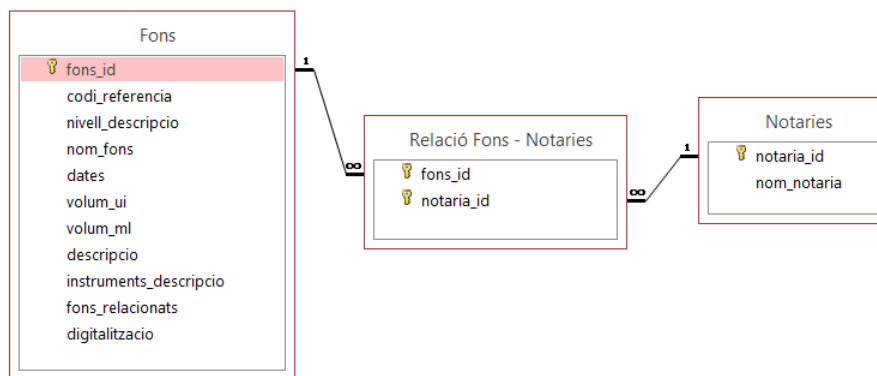 Fons
fons_id
codi_referencia
nivell_descripcio
nom_fons
dates
volum_ui
volum_ml
descripcio
instruments_descripcio
fons_relacionats
digitalitzacio
1
∞
Relació Fons - Notaries
fons_id
notaria_id
∞
1
Notaries
notaria_id
nom_notaria